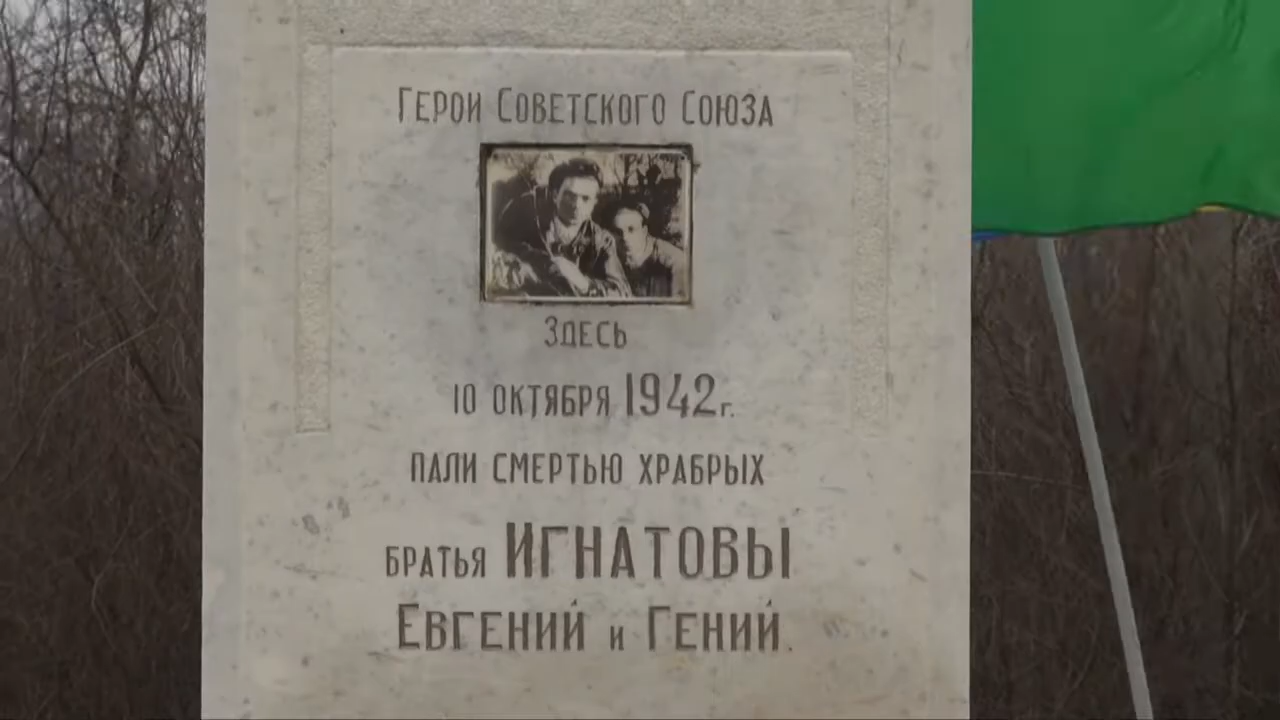 Герои Советского Союза
Здесь
10 октября 1942г.
пали смертью храбрых
братья ИГНАТОВЫ
Евгений и Гений.